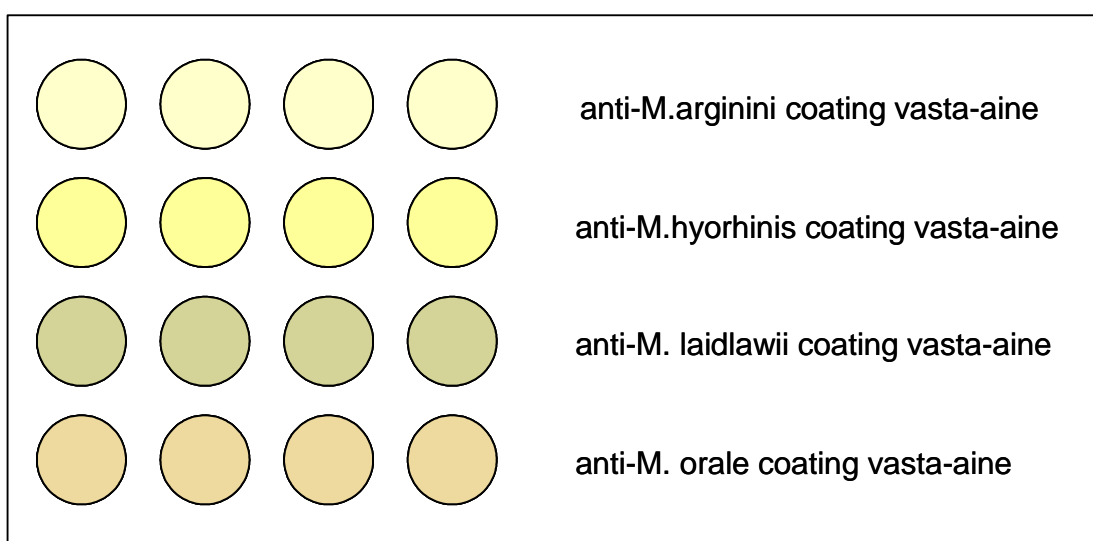 anti-M.arginini coating vasta-aine
anti-M.hyorhinis coating vasta-aine
anti-M. laidlawii coating vasta-aine
anti-M. orale coating vasta-aine